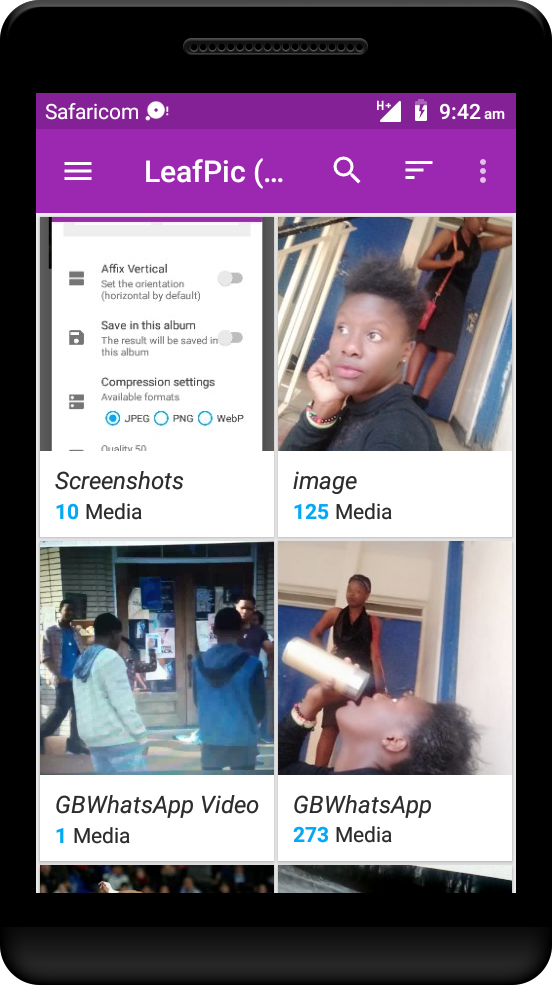 Safaricom
H+
9:42 am
LeafPic (...
Affix Vertical
Set the orientation
(horizontal by default)
Save in this album
The result will be saved in
this album
Compression settings
Available formats
JPEG PNG WebP
Quality 50
Screenshots
10 Media
image
125 Media
GBWhatsApp Video
1 Media
GBWhatsApp
273 Media